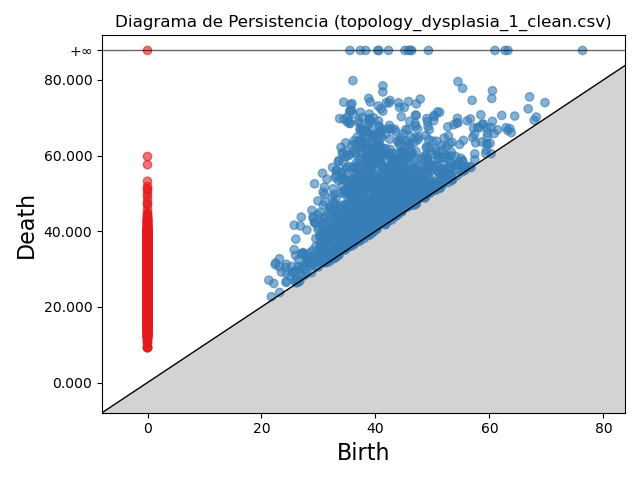 Diagrama de Persistencia (topology_dysplasia_1_clean.csv)
+∞
80.000
60.000
40.000
20.000
0.000
Death
0 20 40 60 80
Birth